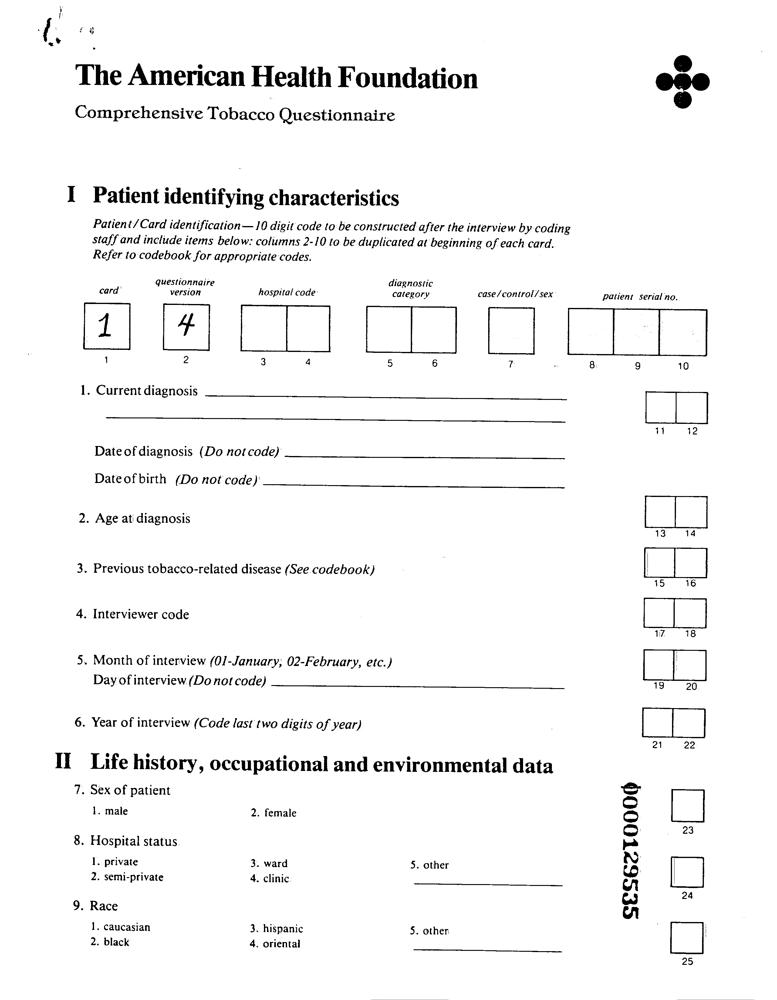 The American Health Foundation
Comprehensive Tobacco Questionnaire
I Patient identifying characteristics
Patient/Card identification—10 digit code to be constructed after the interview by coding
staff and include items below: columns 2-10 to be duplicated at beginning of each card.
Refer to codebook for appropriate codes.
card questionnaire version hospital code diagnostic category case/control/sex patient serial no.
1 4
1 2 3 4 5 6 7 8 9 10
1. Current diagnosis
11 12
Date of diagnosis (Do not code)
Date of birth (Do not code)
2. Age at diagnosis
13 14
3. Previous tobacco-related disease (See codebook)
15 16
4. Interviewer code
17 18
5. Month of interview (01-January, 02-February, etc.)
Day of interview (Do not code)
19 20
6. Year of interview (Code last two digits of year)
21 22
II Life history, occupational and environmental data
7. Sex of patient
1. male 2. female
23
8. Hospital status
1. private 3. ward 5. other
2. semi-private 4. clinic
24
9. Race
1. caucasian 3. hispanic 5. other
2. black 4. oriental
25
0000129535